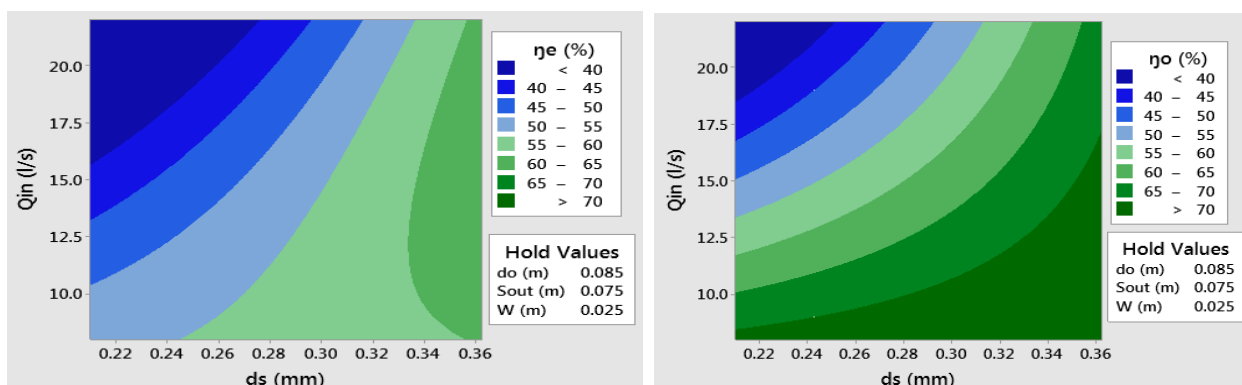 ŋe (%)
< 40
40 – 45
45 – 50
50 – 55
55 – 60
60 – 65
65 – 70
> 70
Hold Values
do (m) 0.085
Sout (m) 0.075
W (m) 0.025
Qin (l/s)
20.0
17.5
15.0
12.5
10.0
0.22 0.24 0.26 0.28 0.30 0.32 0.34 0.36
ds (mm)
ŋo (%)
< 40
40 – 45
45 – 50
50 – 55
55 – 60
60 – 65
65 – 70
> 70
Hold Values
do (m) 0.085
Sout (m) 0.075
W (m) 0.025
Qin (l/s)
20.0
17.5
15.0
12.5
10.0
0.22 0.24 0.26 0.28 0.30 0.32 0.34 0.36
ds (mm)